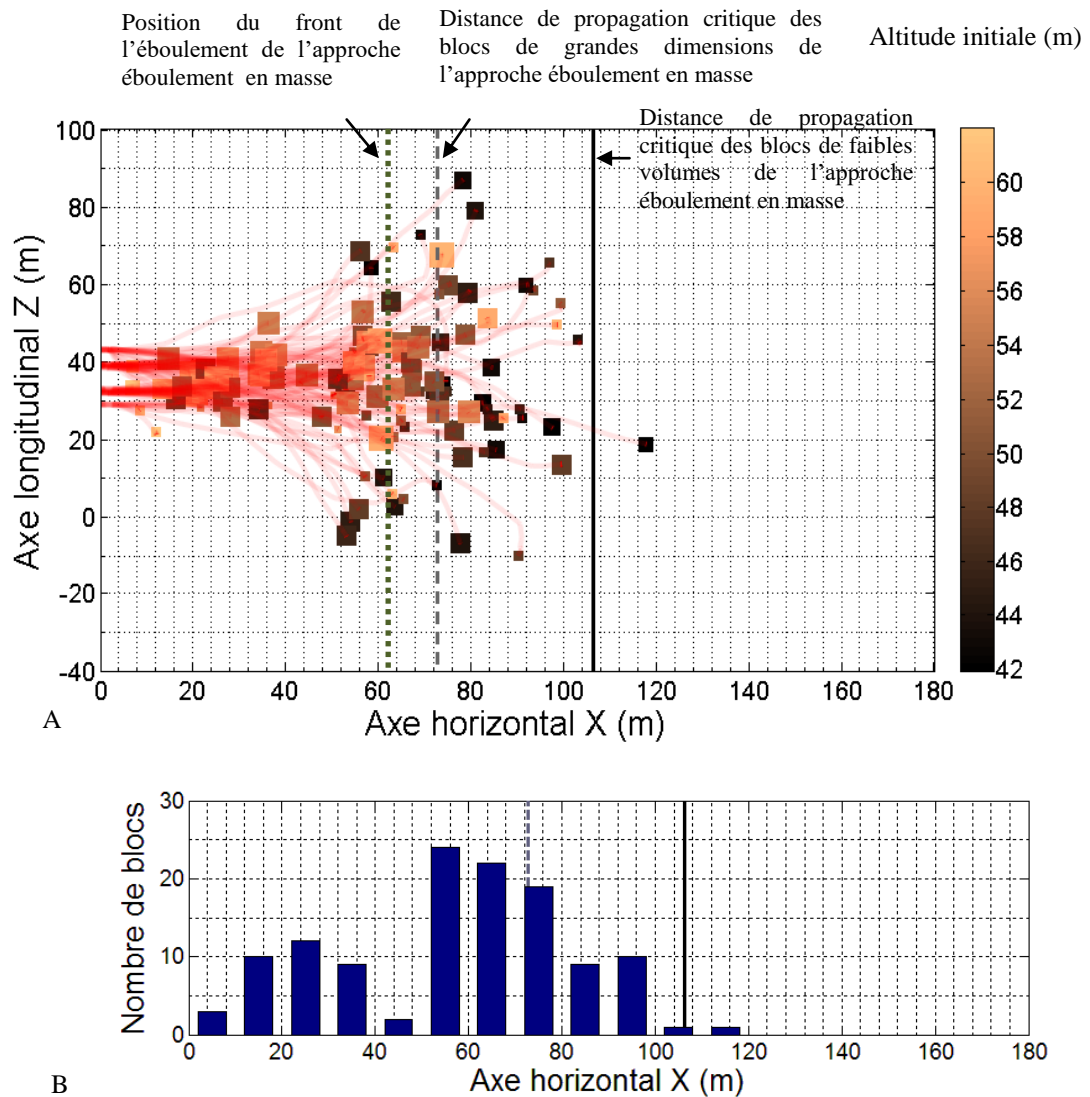 Position du front de
l'éboulement de l'approche
éboulement en masse
Distance de propagation critique des
blocs de grandes dimensions de
l'approche éboulement en masse
Altitude initiale (m)
Distance de propagation
critique des blocs de faibles
volumes de l'approche
éboulement en masse
Axe longitudinal Z (m)
100
80
60
40
20
0
-20
-40
0 20 40 60 80 100 120 140 160 180
Axe horizontal X (m)
60
58
56
54
52
50
48
46
44
42
A
Nombre de blocs
30
20
10
0
0 20 40 60 80 100 120 140 160 180
Axe horizontal X (m)
B